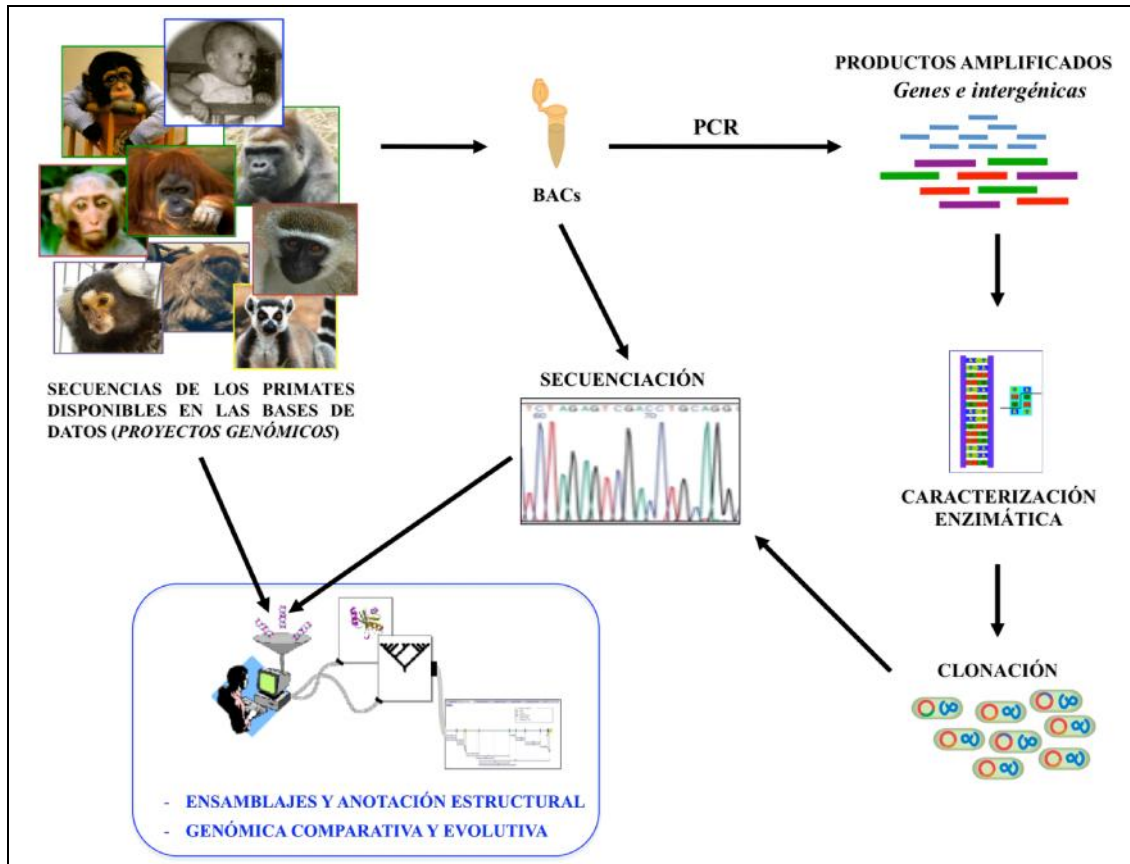 PRODUCTOS AMPLIFICADOS
Genes e intergénicas
PCR
BACs
SECUENCIAS DE LOS PRIMATES
DISPONIBLES EN LAS BASES DE
DATOS (PROYECTOS GENÓMICOS)
SECUENCIACIÓN
T C T A G A G T C G A C C T G C A G G
CARACTERIZACIÓN
ENZIMÁTICA
CLONACIÓN
- ENSAMBLAJES Y ANOTACIÓN ESTRUCTURAL
- GENÓMICA COMPARATIVA Y EVOLUTIVA